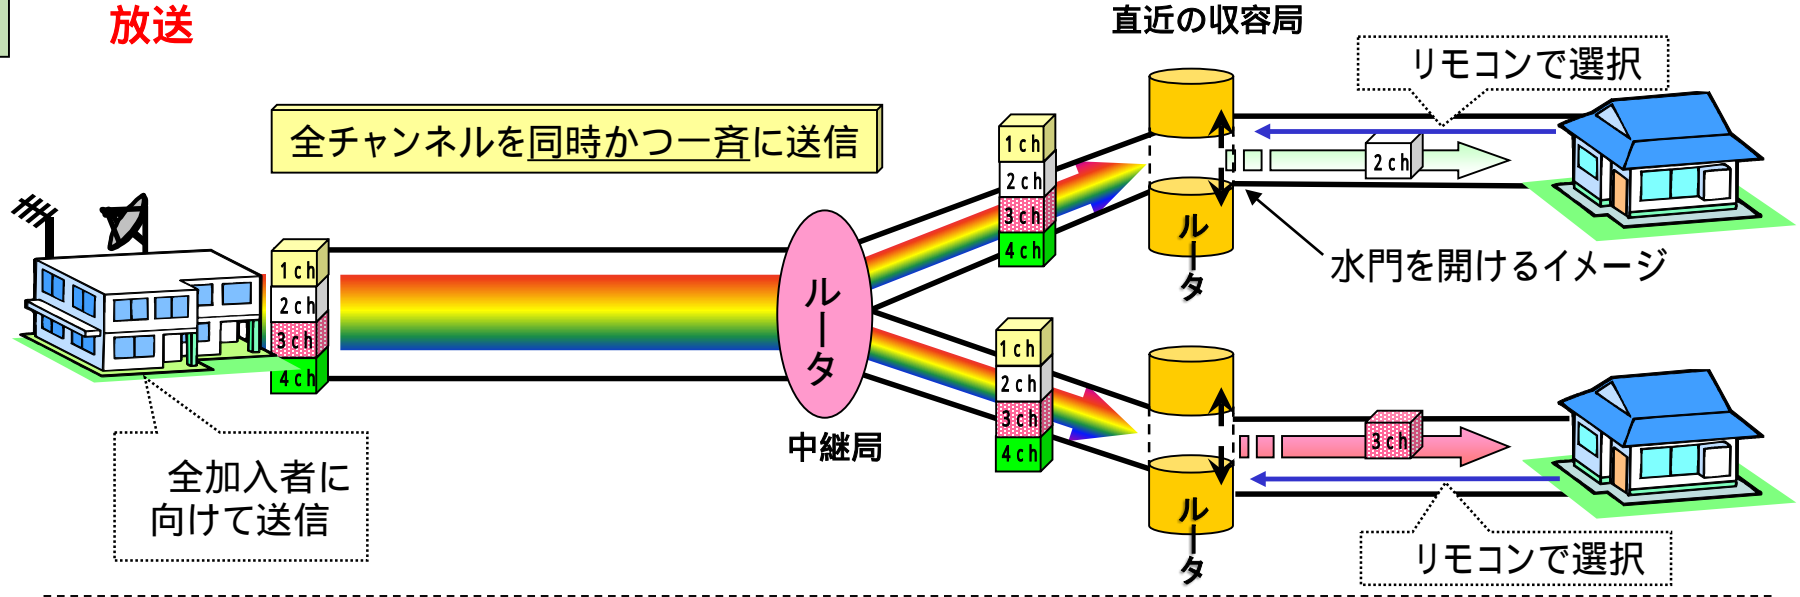 放送
直近の収容局
リモコンで選択
全チャンネルを同時かつ一斉に送信
1ch
2ch
3ch
4ch
1ch
2ch
3ch
4ch
ルータ
2ch
水門を開けるイメージ
ルータ
中継局
1ch
2ch
3ch
4ch
ルータ
3ch
全加入者に
向けて送信
リモコンで選択